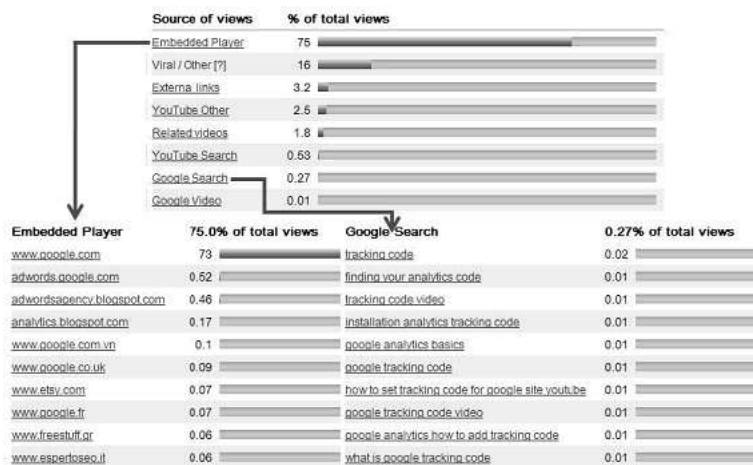 Source of views % of total views
Embedded Player 75
Viral / Other [?] 16
External links 3.2
YouTube Other 2.5
Related videos 1.8
YouTube Search 0.53
Google Search 0.27
Google Video 0.01
Embedded Player 75.0% of total views Google Search 0.27% of total views
www.google.com 73 tracking code 0.02
adwords.google.com 0.52 finding your analytics code 0.01
adwordsagency.blogspot.com 0.46 tracking code video 0.01
analytics.blogspot.com 0.17 installation analytics tracking code 0.01
www.google.com.vn 0.1 google analytics basics 0.01
www.google.co.uk 0.09 google tracking code 0.01
www.etsy.com 0.07 how to set tracking code for google site youtube 0.01
www.google.fr 0.07 google tracking code video 0.01
www.freestuff.gr 0.06 google analytics how to add tracking code 0.01
www.espertoseo.it 0.06 what is google tracking code 0.01